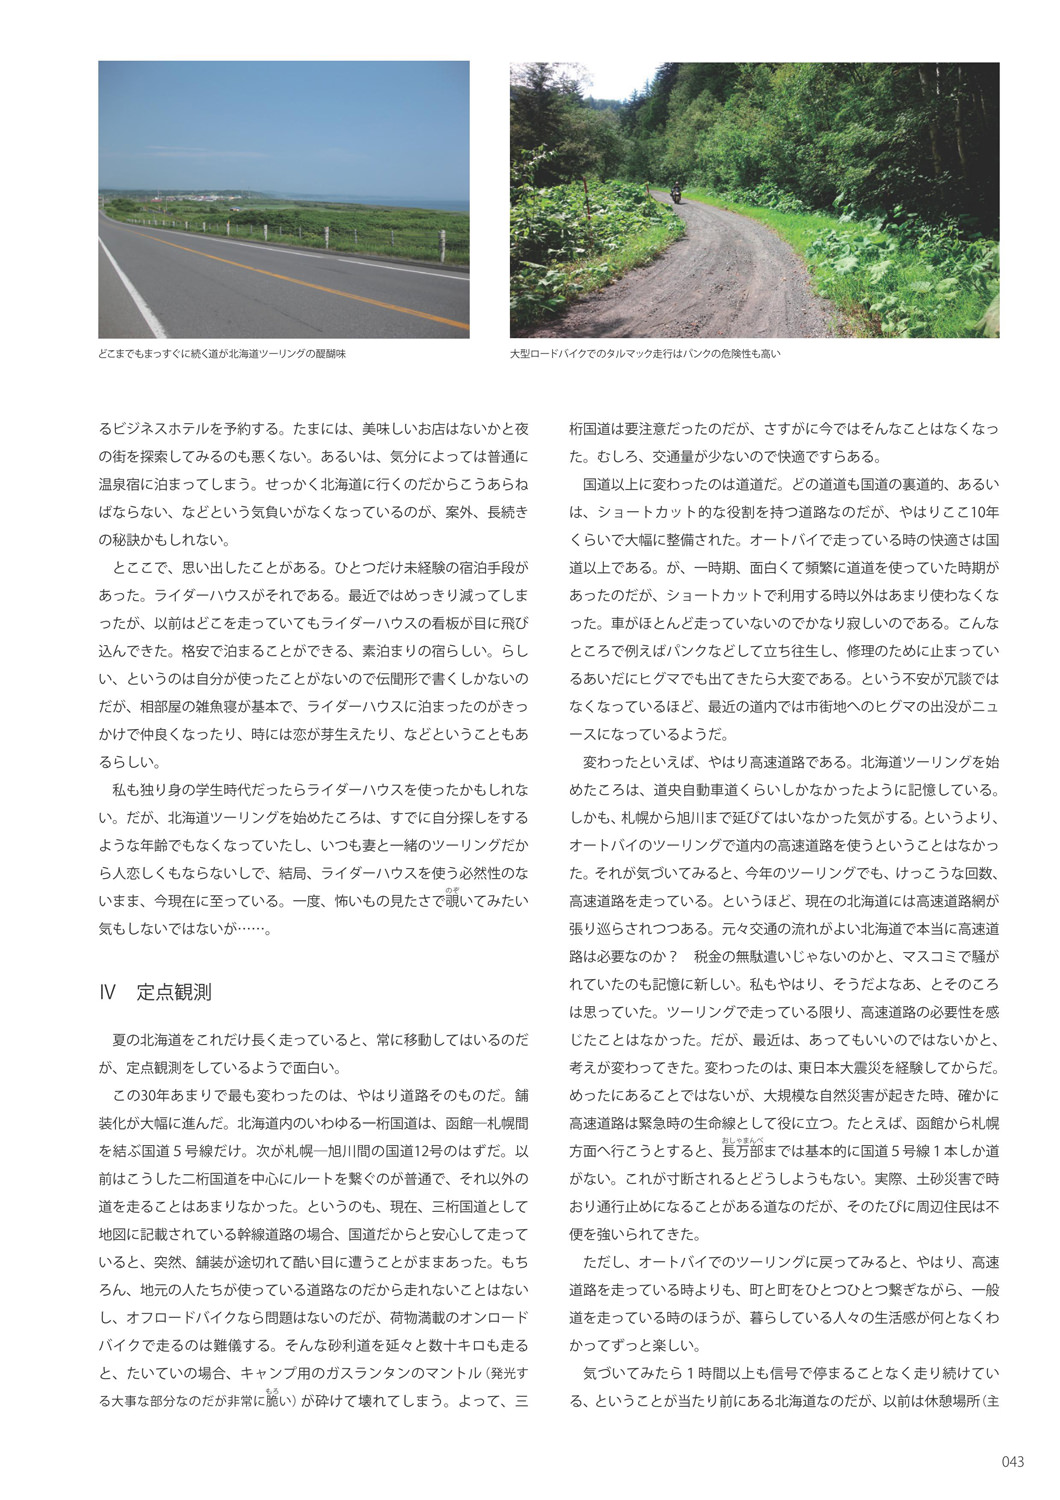 どこまでもまっすぐに続く道が北海道ツーリングの醍醐味
大型ロードバイクでのタルマック走行はパンクの危険性も高い
るビジネスホテルを予約する。たまには、美味しいお店はないかと夜
の街を探索してみるのも悪くない。あるいは、気分によっては普通に
温泉宿に泊まってしまう。せっかく北海道に行くのだからこうあらね
ばならない、などという気負いがなくなっているのが、案外、長続き
の秘訣かもしれない。
とここで、思い出したことがある。ひとつだけ未経験の宿泊手段が
あった。ライダーハウスがそれである。最近ではめっきり減ってしま
ったが、以前はどこを走っていてもライダーハウスの看板が目に飛び
込んできた。格安で泊まることができる、素泊まりの宿らしい。らし
い、というのは自分が使ったことがないので伝聞形で書くしかないの
だが、相部屋の雑魚寝が基本で、ライダーハウスに泊まったのがきっ
かけで仲良くなったり、時には恋が芽生えたり、などということもあ
るらしい。
私も独り身の学生時代だったらライダーハウスを使ったかもしれな
い。だが、北海道ツーリングを始めたころは、すでに自分探しをする
ような年齢でもなくなっていたし、いつも妻と一緒のツーリングだか
ら人恋しくもならないしで、結局、ライダーハウスを使う必然性のな
いまま、今現在に至っている。一度、怖いもの見たさで覗いてみたい
のぞ
気もしないではないが……。
Ⅳ　定点観測
夏の北海道をこれだけ長く走っていると、常に移動してはいるのだ
が、定点観測をしているようで面白い。
この30年あまりで最も変わったのは、やはり道路そのものだ。舗
装化が大幅に進んだ。北海道内のいわゆる一桁国道は、函館―札幌間
を結ぶ国道５号線だけ。次が札幌―旭川間の国道12号のはずだ。以
前はこうした二桁国道を中心にルートを繋ぐのが普通で、それ以外の
道を走ることはあまりなかった。というのも、現在、三桁国道として
地図に記載されている幹線道路の場合、国道だからと安心して走って
いると、突然、舗装が途切れて酷い目に遭うことがままあった。もち
ろん、地元の人たちが使っている道路なのだから走れないことはない
し、オフロードバイクなら問題はないのだが、荷物満載のオンロード
バイクで走るのは難儀する。そんな砂利道を延々と数十キロも走る
と、たいていの場合、キャンプ用のガスランタンのマントル（発光す
る大事な部分なのだが非常に脆い）が砕けて壊れてしまう。よって、三
もろ
桁国道は要注意だったのだが、さすがに今ではそんなことはなくなっ
た。むしろ、交通量が少ないので快適ですらある。
国道以上に変わったのは道道だ。どの道道も国道の裏道的、あるい
は、ショートカット的な役割を持つ道路なのだが、やはりここ10年
くらいで大幅に整備された。オートバイで走っている時の快適さは国
道以上である。が、一時期、面白くて頻繁に道道を使っていた時期が
あったのだが、ショートカットで利用する時以外はあまり使わなくな
った。車がほとんど走っていないのでかなり寂しいのである。こんな
ところで例えばパンクなどして立ち往生し、修理のために止まってい
るあいだにヒグマでも出てきたら大変である。という不安が冗談では
なくなっているほど、最近の道内では市街地へのヒグマの出没がニュ
ースになっているようだ。
変わったといえば、やはり高速道路である。北海道ツーリングを始
めたころは、道央自動車道くらいしかなかったように記憶している。
しかも、札幌から旭川まで延びてはいなかった気がする。というより、
オートバイのツーリングで道内の高速道路を使うということはなかっ
た。それが気づいてみると、今年のツーリングでも、けっこうな回数、
高速道路を走っている。というほど、現在の北海道には高速道路網が
張り巡らされつつある。元々交通の流れがよい北海道で本当に高速道
路は必要なのか？　税金の無駄遣いじゃないのかと、マスコミで騒が
れていたのも記憶に新しい。私もやはり、そうだよなあ、とそのころ
は思っていた。ツーリングで走っている限り、高速道路の必要性を感
じたことはなかった。だが、最近は、あってもいいのではないかと、
考えが変わってきた。変わったのは、東日本大震災を経験してからだ。
めったにあることではないが、大規模な自然災害が起きた時、確かに
高速道路は緊急時の生命線として役に立つ。たとえば、函館から札幌
方面へ行こうとすると、長万部までは基本的に国道５号線１本しか道
おしゃまんべ
がない。これが寸断されるとどうしようもない。実際、土砂災害で時
おり通行止めになることがある道なのだが、そのたびに周辺住民は不
便を強いられてきた。
ただし、オートバイでのツーリングに戻ってみると、やはり、高速
道路を走っている時よりも、町と町をひとつひとつ繋ぎながら、一般
道を走っている時のほうが、暮らしている人々の生活感が何となくわ
かってずっと楽しい。
気づいてみたら１時間以上も信号で停まることなく走り続けてい
る、ということが当たり前にある北海道なのだが、以前は休憩場所（主
043